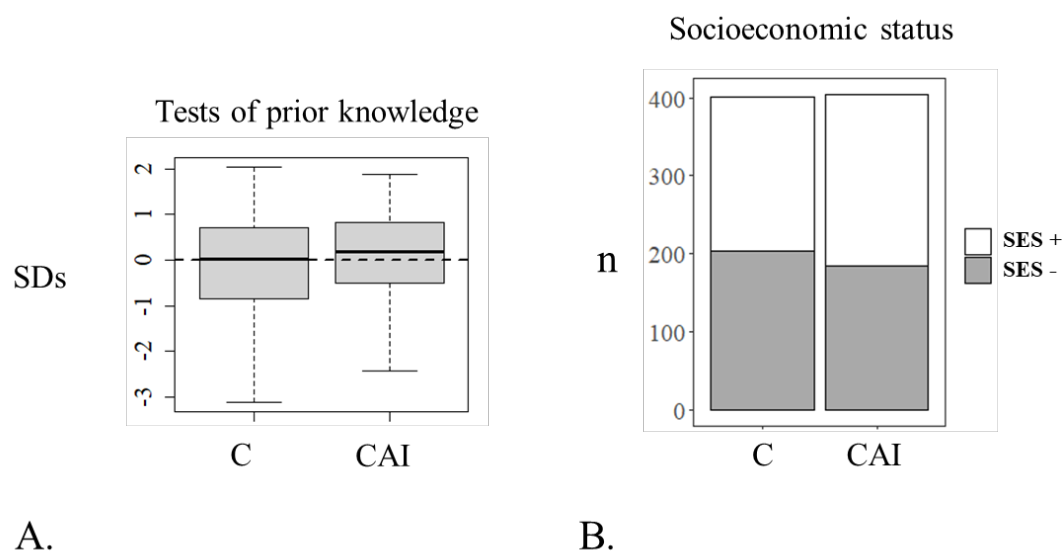 Tests of prior knowledge
SDs
2
1
0
-1
-2
-3
C CAI
A.
Socioeconomic status
n
400
300
200
100
0
C CAI
SES +
SES -
B.